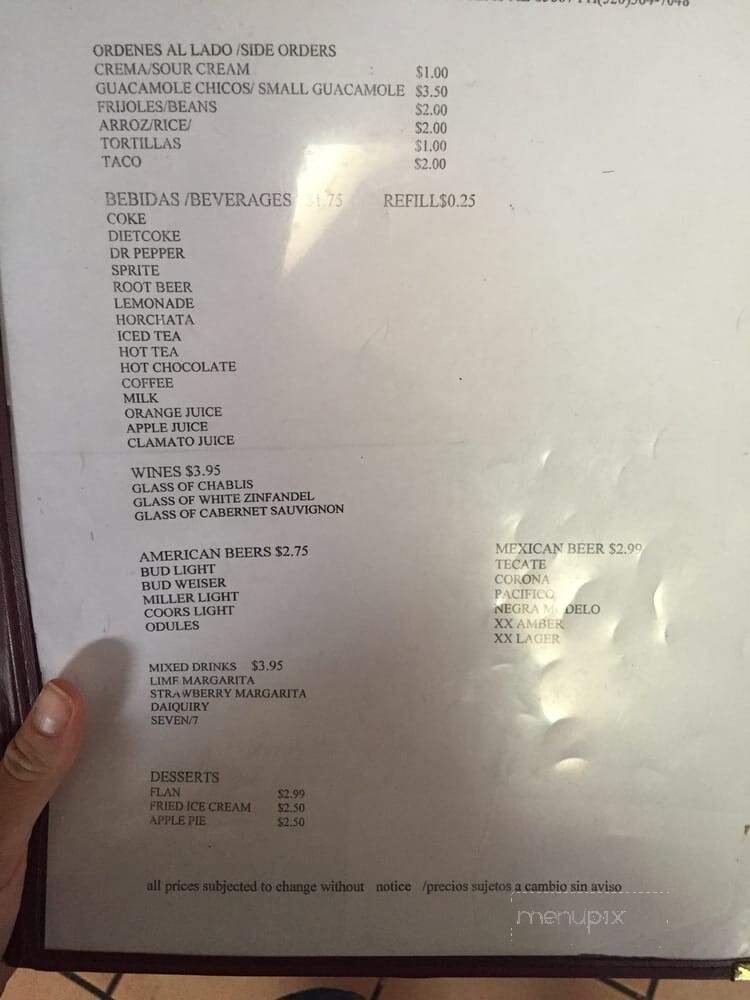 ORDENES AL LADO /SIDE ORDERS
CREMA/SOUR CREAM $1.00
GUACAMOLE CHICOS/ SMALL GUACAMOLE $3.50
FRIJOLES/BEANS $2.00
ARROZ/RICE/ $2.00
TORTILLAS $1.00
TACO $2.00
BEBIDAS /BEVERAGES $1.75 REFILL$0.25
COKE
DIETCOKE
DR PEPPER
SPRITE
ROOT BEER
LEMONADE
HORCHATA
ICED TEA
HOT TEA
HOT CHOCOLATE
COFFEE
MILK
ORANGE JUICE
APPLE JUICE
CLAMATO JUICE
WINES $3.95
GLASS OF CHABLIS
GLASS OF WHITE ZINFANDEL
GLASS OF CABERNET SAUVIGNON
AMERICAN BEERS $2.75
BUD LIGHT
BUD WEISER
MILLER LIGHT
COORS LIGHT
ODULES
MEXICAN BEER $2.99
TECATE
CORONA
PACIFICO
NEGRA MODELO
XX AMBER
XX LAGER
MIXED DRINKS $3.95
LIME MARGARITA
STRAWBERRY MARGARITA
DAIQUIRY
SEVEN/7
DESSERTS
FLAN $2.99
FRIED ICE CREAM $2.50
APPLE PIE $2.50
all prices subjected to change without notice /precios sujetos a cambio sin aviso
menupix